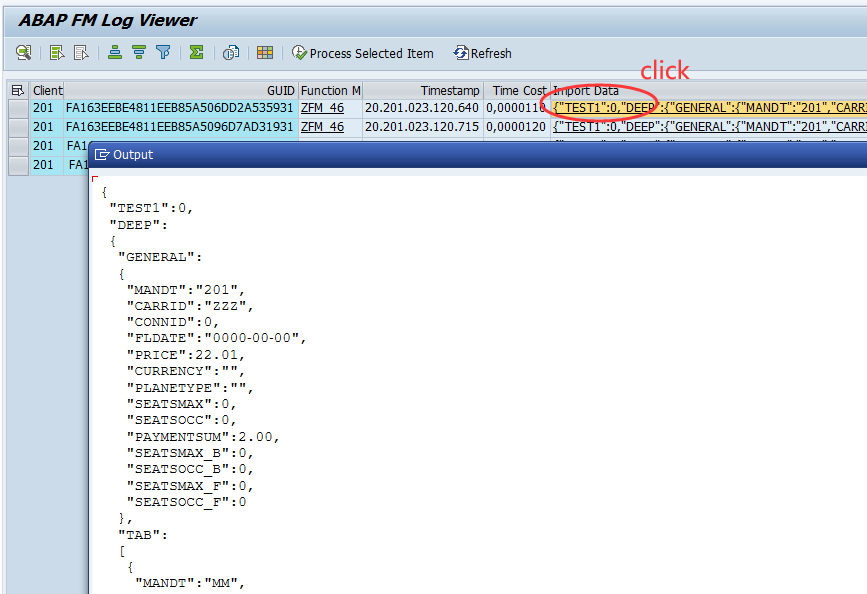 ABAP FM Log Viewer
Process Selected Item Refresh
click
Client GUID Function M Timestamp Time Cost Import Data
201 FA163EEBE4811EEB85A506DD2A535931 ZFM_46 20.201.023.120.640 0,0000110 {"TEST1":0,"DEEP":{"GENERAL":{"MANDT":"201","CARRI
201 FA163EEBE4811EEB85A5096D7AD31931 ZFM_46 20.201.023.120.715 0,0000120 {"TEST1":0,"DEEP":{"GENERAL":{"MANDT":"201","CARRI
201 FA1
201 FA1
Output
{
"TEST1":0,
"DEEP":
{
"GENERAL":
{
"MANDT":"201",
"CARRID":"ZZZ",
"CONNID":0,
"FLDATE":"0000-00-00",
"PRICE":22.01,
"CURRENCY":"",
"PLANETYPE":"",
"SEATSMAX":0,
"SEATSOCC":0,
"PAYMENTSUM":2.00,
"SEATSMAX_B":0,
"SEATSOCC_B":0,
"SEATSMAX_F":0,
"SEATSOCC_F":0
},
"TAB":
[
{
"MANDT":"MM",